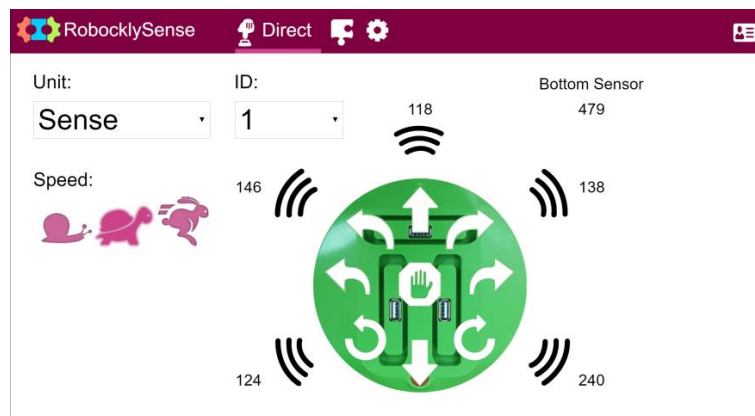 RobocklySense
Direct
Unit:
ID:
Bottom Sensor
Sense
1
118
479
Speed:
146
138
124
240